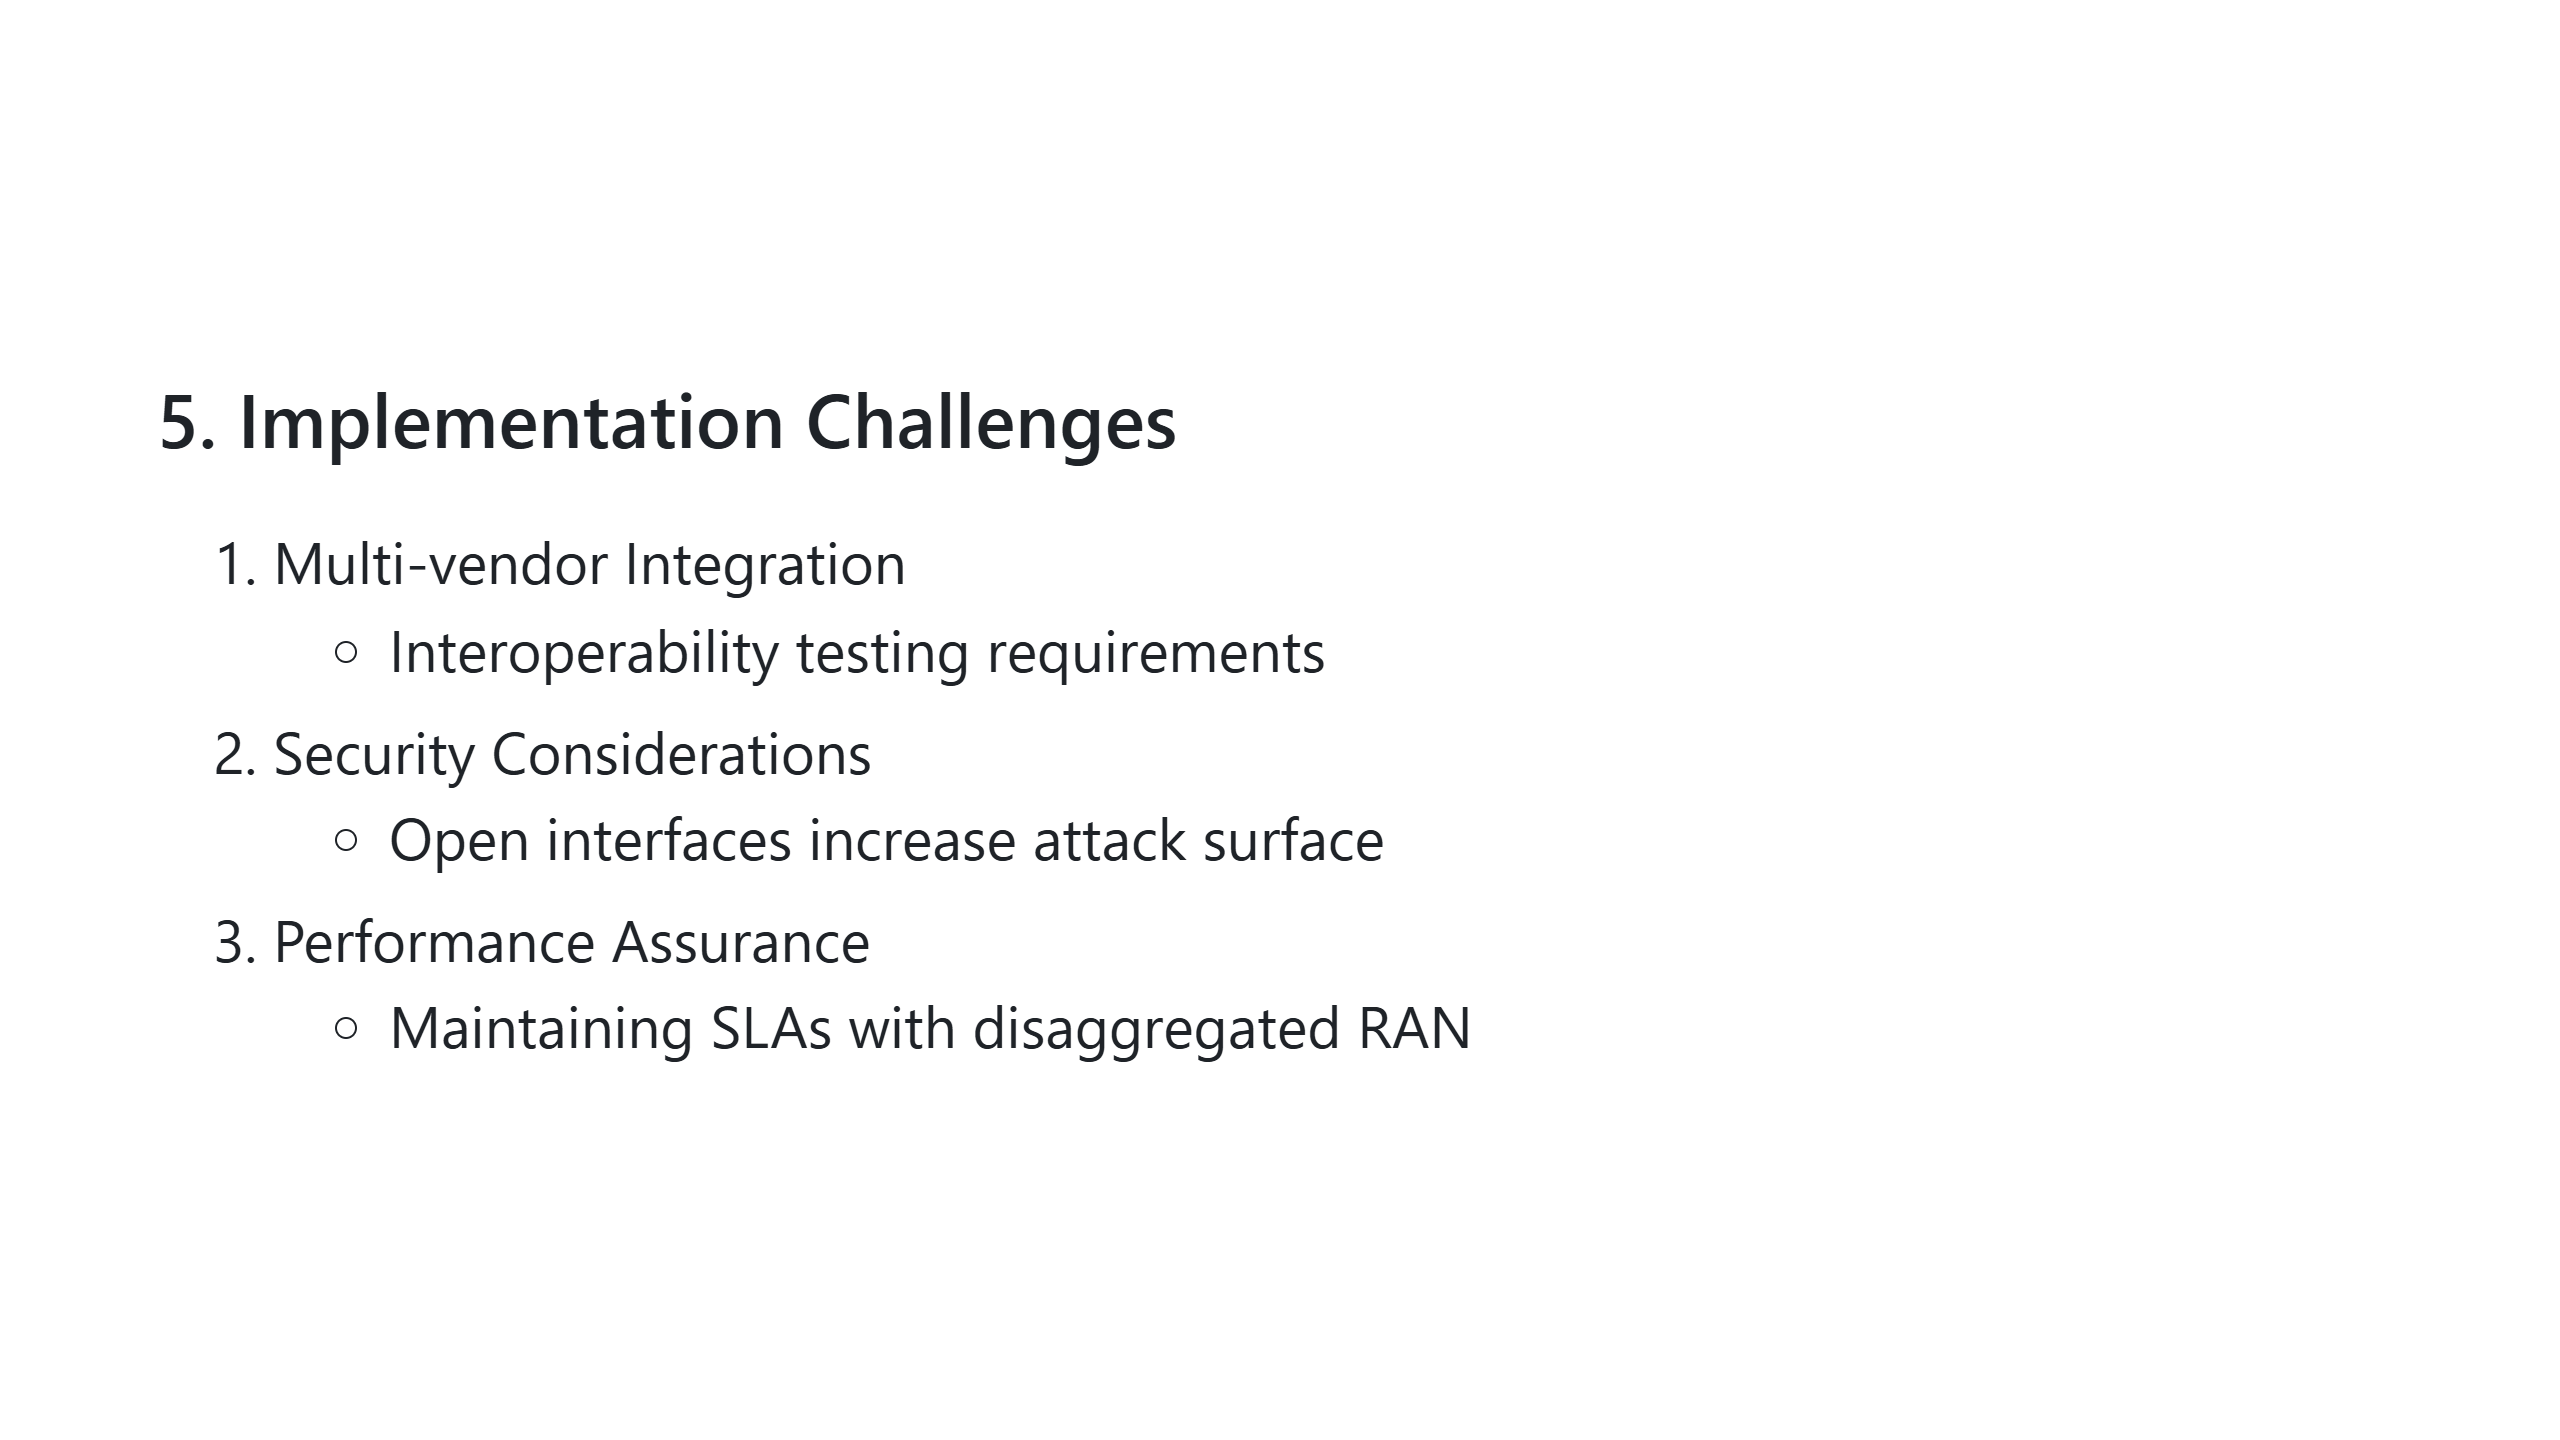 5. Implementation Challenges
1. Multi-vendor Integration
○ Interoperability testing requirements
2. Security Considerations
○ Open interfaces increase attack surface
3. Performance Assurance
○ Maintaining SLAs with disaggregated RAN